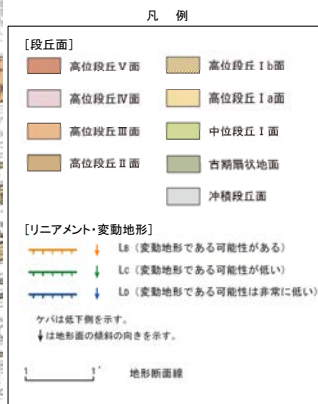 凡 例
[段丘面]
高位段丘Ⅴ面
高位段丘Ⅳ面
高位段丘Ⅲ面
高位段丘Ⅱ面
高位段丘Ⅰb面
高位段丘Ⅰa面
中位段丘Ⅰ面
古期扇状地面
沖積段丘面
[リニアメント・変動地形]
LB (変動地形である可能性がある)
LC (変動地形である可能性が低い)
LD (変動地形である可能性は非常に低い)
ケバは低下側を示す。
↓は地形面の傾斜の向きを示す。
1 1' 地形断面線